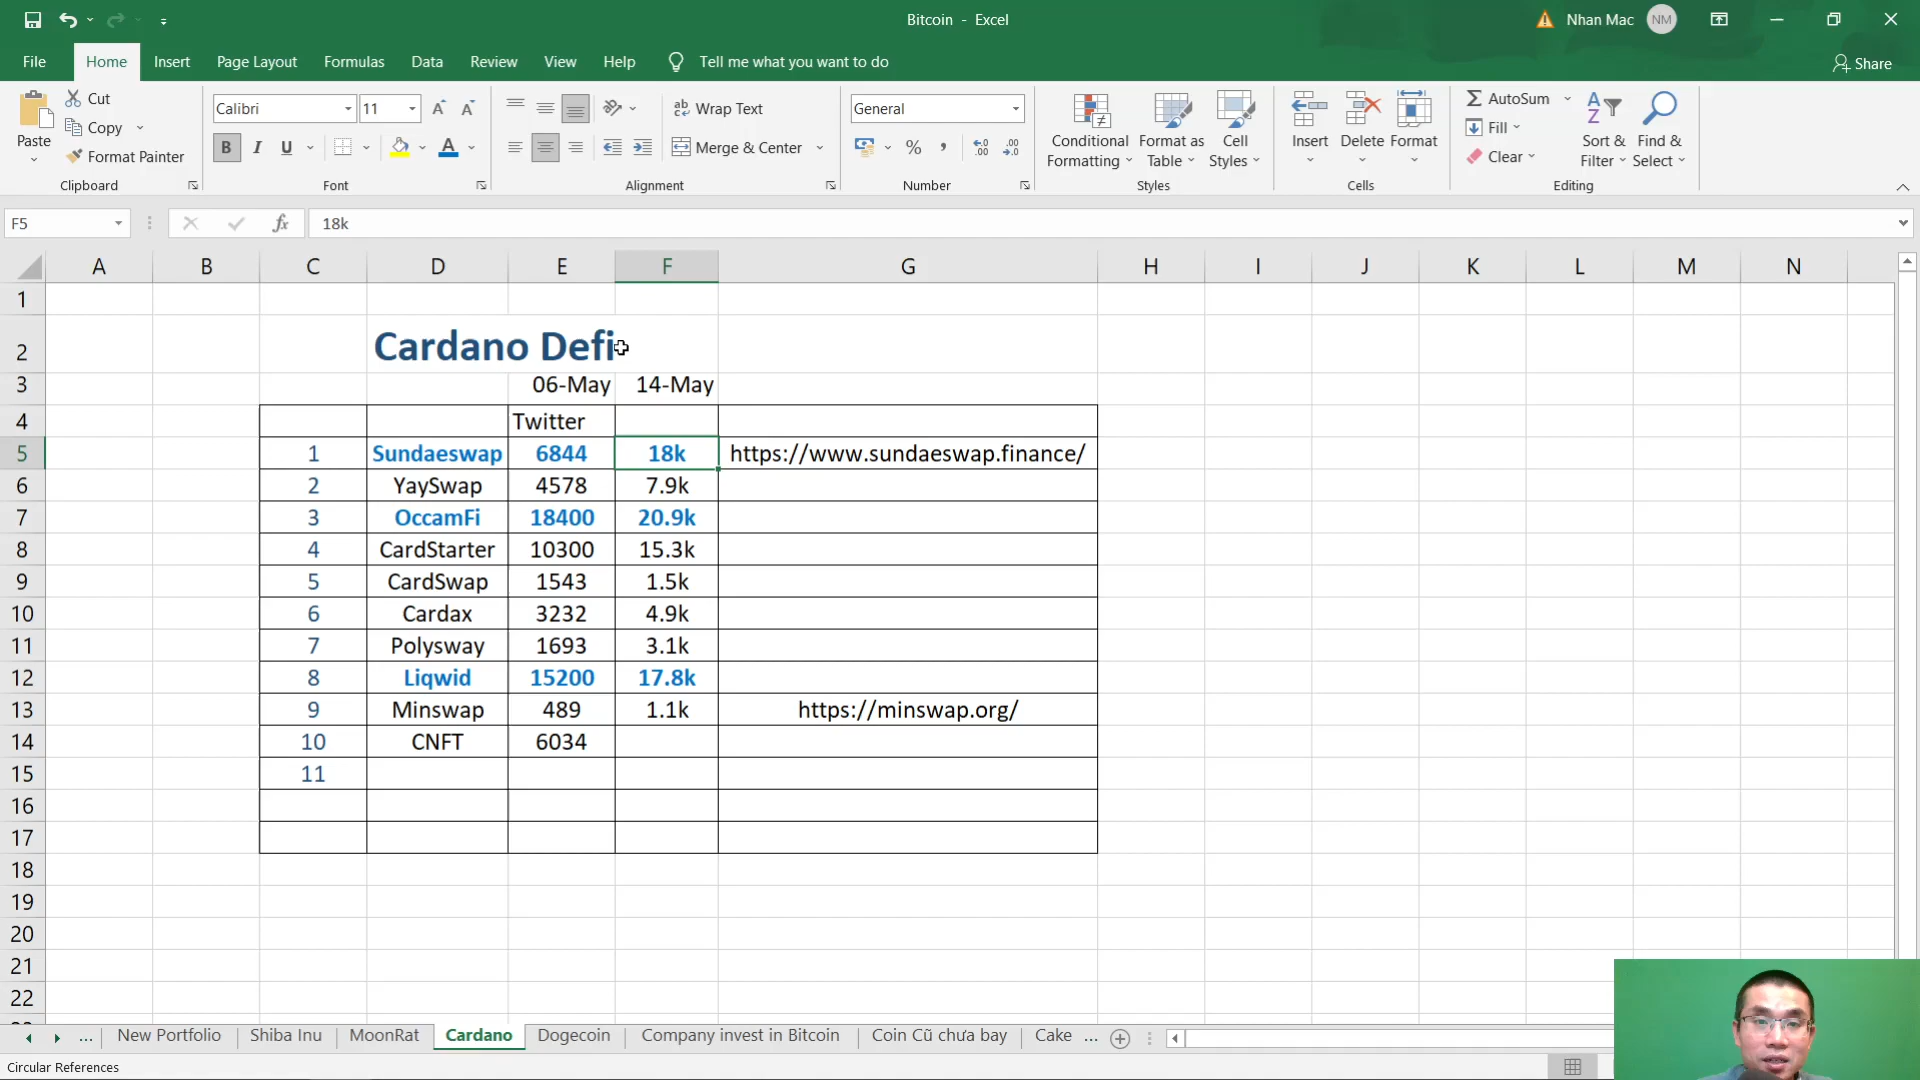 Bitcoin - Excel
Nhan Mac NM
File Home Insert Page Layout Formulas Data Review View Help Tell me what you want to do Share
Paste
Cut
Copy
Format Painter
Clipboard
Calibri 11
B I U
Font
Wrap Text
Merge & Center
Alignment
General
Number
Conditional Formatting
Format as Table
Cell Styles
Styles
Insert Delete Format
Cells
AutoSum
Fill
Clear
Sort & Filter
Find & Select
Editing
F5 fx 18k
A B C D E F G H I J K L M N
1
2 Cardano Defi
3 06-May 14-May
4 Twitter
5 1 Sundaeswap 6844 18k https://www.sundaeswap.finance/
6 2 YaySwap 4578 7.9k
7 3 OccamFi 18400 20.9k
8 4 CardStarter 10300 15.3k
9 5 CardSwap 1543 1.5k
10 6 Cardax 3232 4.9k
11 7 Polysway 1693 3.1k
12 8 Liqwid 15200 17.8k
13 9 Minswap 489 1.1k https://minswap.org/
14 10 CNFT 6034
15 11
16
17
18
19
20
21
22
... New Portfolio Shiba Inu MoonRat Cardano Dogecoin Company invest in Bitcoin Coin Cũ chưa bay Cake ...
Circular References